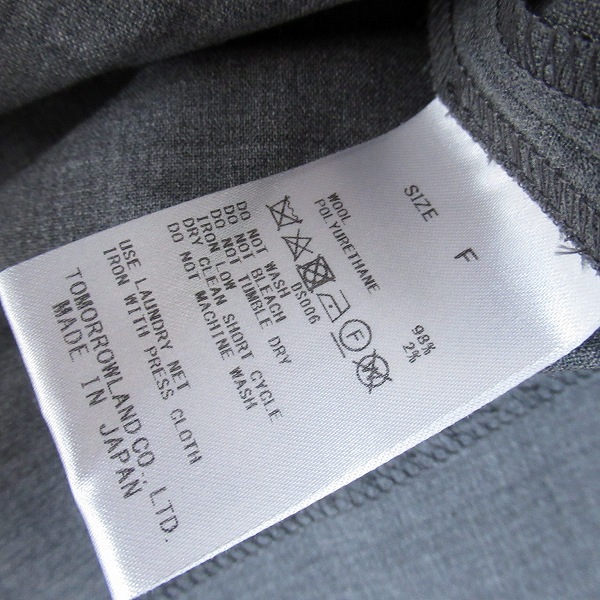 SIZE F
WOOL 98%
POLYURETHANE 2%
F
W
DS006
DO NOT WASH
DO NOT BLEACH
DO NOT TUMBLE DRY
IRON LOW
DRY CLEAN SHORT CYCLE
DO NOT MACHINE WASH
USE LAUNDRY NET
IRON WITH PRESS CLOTH
TOMORROWLAND CO., LTD.
MADE IN JAPAN